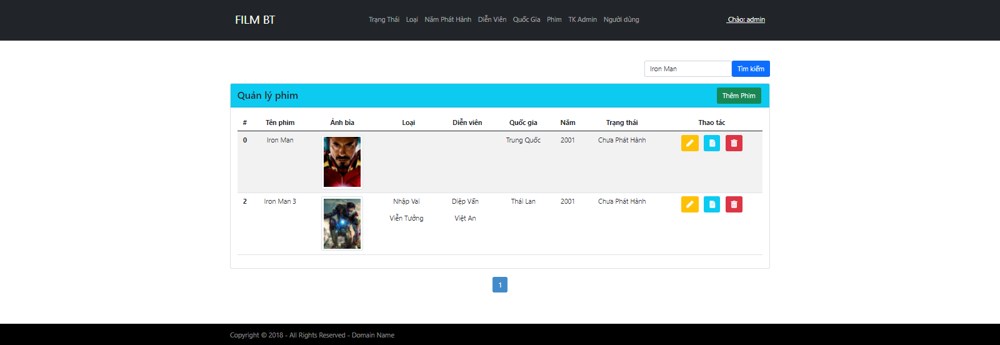 FILM BT
Trạng Thái Loại Năm Phát Hành Diễn Viên Quốc Gia Phim TK Admin Người dùng
Chào: admin
Iron Man Tìm kiếm
Quản lý phim Thêm Phim
# Tên phim Ảnh bìa Loại Diễn viên Quốc gia Năm Trạng thái Thao tác
0 Iron Man Trung Quốc 2001 Chưa Phát Hành
2 Iron Man 3 Nhập Vai Diệp Vấn Thái Lan 2001 Chưa Phát Hành
Viễn Tưởng Việt An
1
Copyright © 2018 - All Rights Reserved - Domain Name